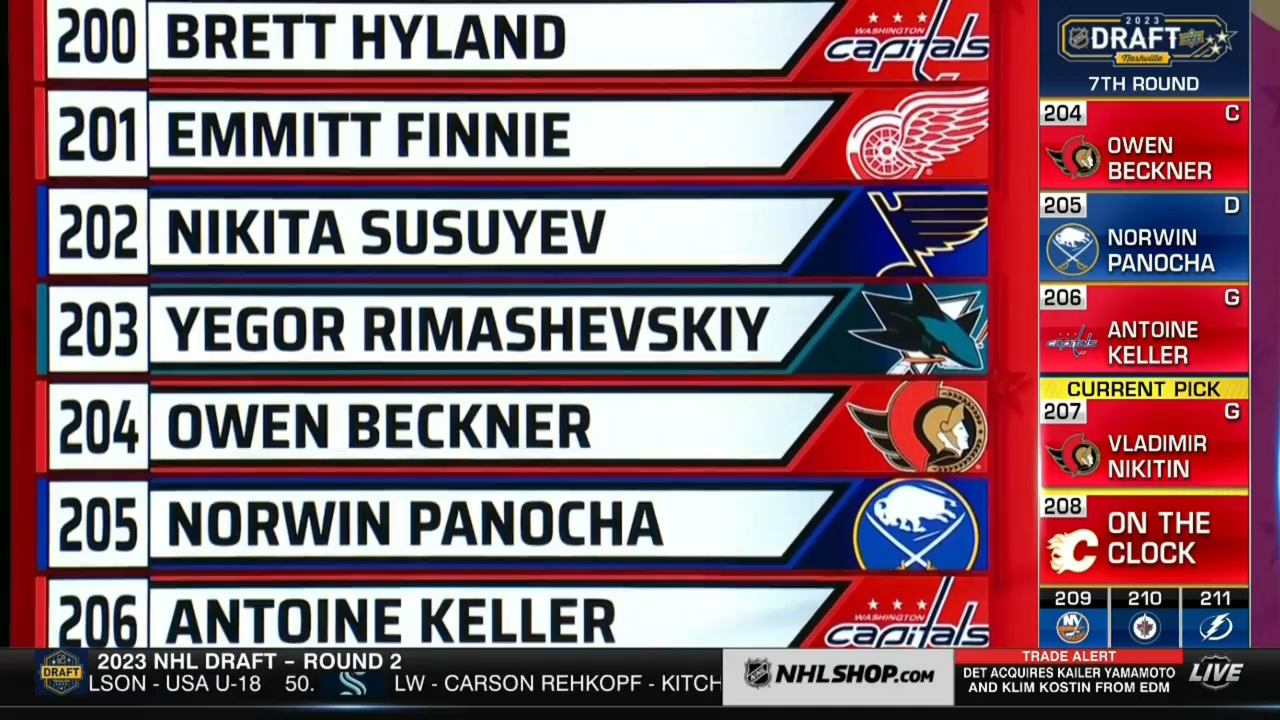 200 BRETT HYLAND WASHINGTON capitals
201 EMMITT FINNIE
202 NIKITA SUSUYEV
203 YEGOR RIMASHEVSKIY
204 OWEN BECKNER
205 NORWIN PANOCHA
206 ANTOINE KELLER WASHINGTON capitals
2023
NHL DRAFT
Nashville
7TH ROUND
204 C
OWEN
BECKNER
205 D
NORWIN
PANOCHA
206 G
capitals
ANTOINE
KELLER
CURRENT PICK
207 G
VLADIMIR
NIKITIN
208
ON THE
CLOCK
209 210 211
DRAFT
2023 NHL DRAFT – ROUND 2
LSON - USA U-18 50. LW - CARSON REHKOPF - KITCH
NHL NHLSHOP.COM
TRADE ALERT
DET ACQUIRES KAILER YAMAMOTO
AND KLIM KOSTIN FROM EDM
LIVE